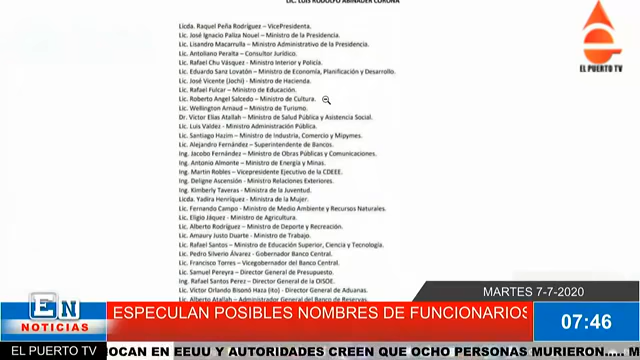 LIC. LUIS RODOLFO ABINADER CORONA
Licda. Raquel Peña Rodríguez – VicePresidenta.
Lic. José Ignacio Paliza Nouel – Ministro de la Presidencia.
Lic. Lisandro Macarrulla – Ministro Administrativo de la Presidencia.
Lic. Antoliano Peralta – Consultor Jurídico.
Lic. Rafael Chu Vásquez - Ministro Interior y Policía.
Lic. Eduardo Sanz Lovatón – Ministro de Economía, Planificación y Desarrollo.
Lic. José Vicente (Jochi) – Ministro de Hacienda.
Lic. Rafael Fulcar – Ministro de Educación.
Lic. Roberto Angel Salcedo – Ministro de Cultura.
Lic. Wellington Arnaud – Ministro de Turismo.
Dr. Victor Elías Atallah – Ministro de Salud Pública y Asistencia Social.
Lic. Luis Valdez - Ministro Administración Pública.
Lic. Santiago Hazim – Ministro de Industria, Comercio y Mipymes.
Lic. Alejandro Fernández – Superintendente de Bancos.
Ing. Jacobo Fernández – Ministro de Obras Públicas y Comunicaciones.
Ing. Antonio Almonte – Ministro de Energía y Minas.
Ing. Martin Robles – Vicepresidente Ejecutivo de la CDEEE.
Ing. Deligne Ascensión - Ministro Relaciones Exteriores.
Ing. Kimberly Taveras - Ministra de la Juventud.
Licda. Yadira Henríquez - Ministra de la Mujer.
Lic. Fernando Campo - Ministro de Medio Ambiente y Recursos Naturales.
Lic. Eligio Jáquez - Ministro de Agricultura.
Lic. Alberto Rodríguez – Ministro de Deporte y Recreación.
Lic. Amaury Justo Duarte - Ministro de Trabajo.
Lic. Rafael Santos – Ministro de Educación Superior, Ciencia y Tecnología.
Lic. Pedro Silverio Álvarez - Gobernador Banco Central.
Lic. Francisco Torres – Vicegobernador del Banco Central.
Lic. Samuel Pereyra – Director General de Presupuesto.
Ing. Rafael Santos Perez – Director General de la OISOE.
Lic. Victor Orlando Bisonó Haza (ito) – Director General de Aduanas.
Lic. Alberto Atallah – Administrador General del Banco de Reservas.
EL PUERTO TV
MARTES 7-7-2020
EN
NOTICIAS
ESPECULAN POSIBLES NOMBRES DE FUNCIONARIOS
07:46
EL PUERTO TV
OCAN EN EEUU Y AUTORIDADES CREEN QUE OCHO PERSONAS MURIERON.... M